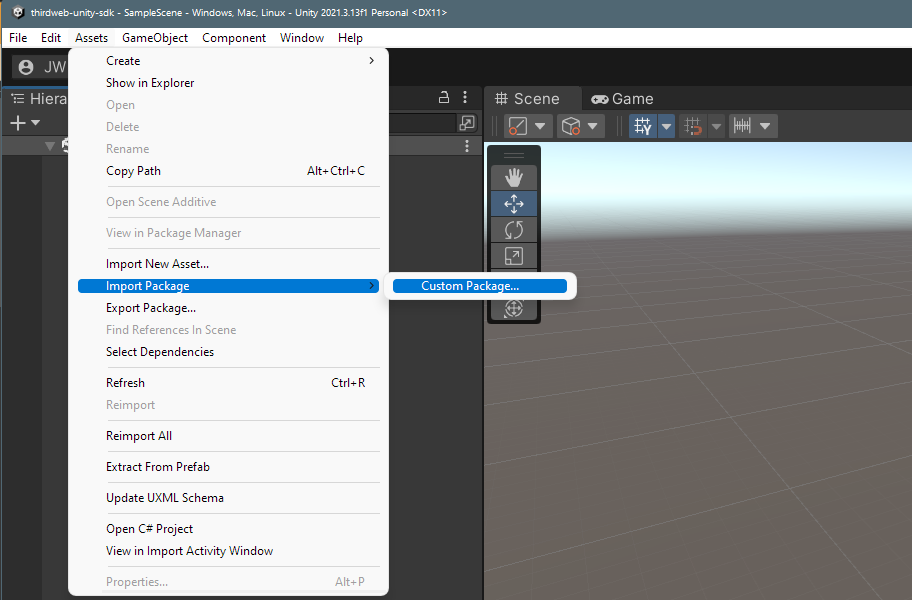 thirdweb-unity-sdk - SampleScene - Windows, Mac, Linux - Unity 2021.3.13f1 Personal <DX11>
File Edit Assets GameObject Component Window Help
JW
Hiera
Scene
Game
Create
Show in Explorer
Open
Delete
Rename
Copy Path Alt+Ctrl+C
Open Scene Additive
View in Package Manager
Import New Asset...
Import Package
Custom Package...
Export Package...
Find References In Scene
Select Dependencies
Refresh Ctrl+R
Reimport
Reimport All
Extract From Prefab
Update UXML Schema
Open C# Project
View in Import Activity Window
Properties... Alt+P